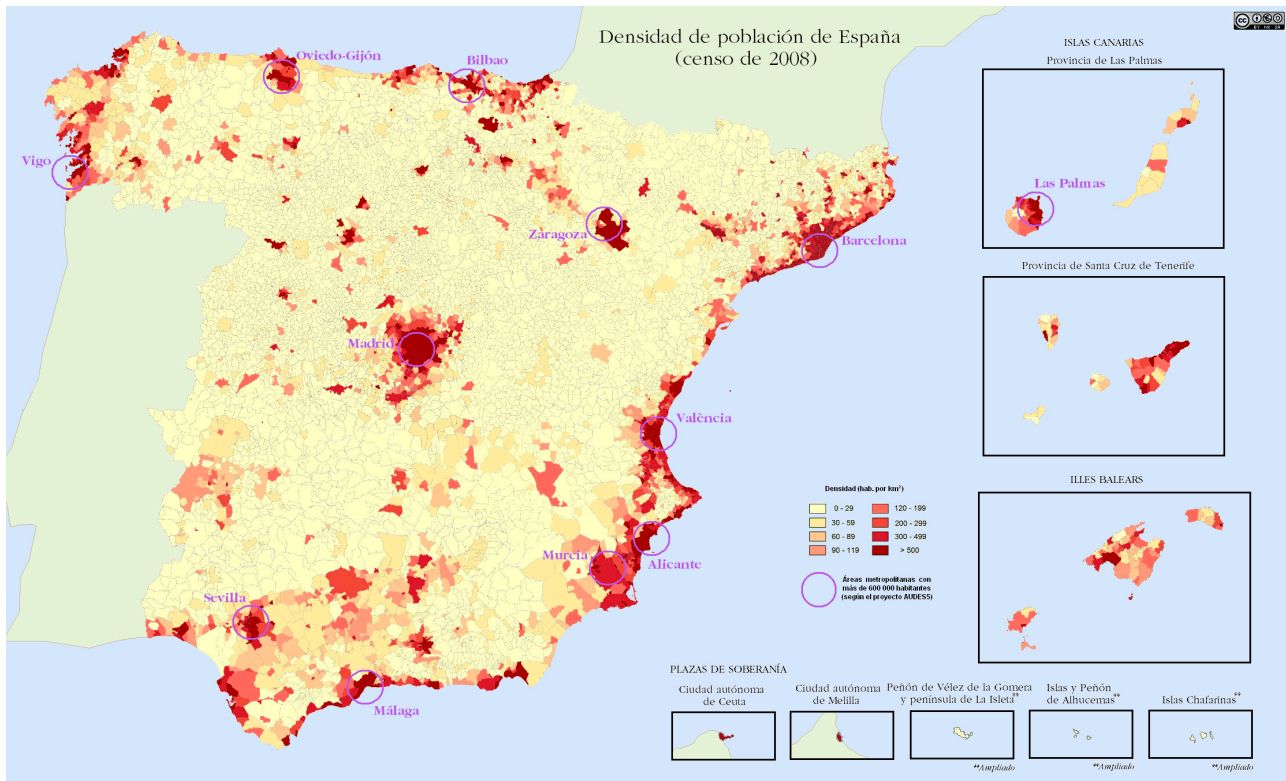 Densidad de población de España
(censo de 2008)
CC
BY NC SA
ISLAS CANARIAS
Provincia de Las Palmas
Oviedo-Gijón
Bilbao
Vigo
Las Palmas
Zaragoza
Barcelona
Provincia de Santa Cruz de Tenerife
Madrid
València
ILLES BALEARS
Densidad (hab. por km²)
0 - 29
30 - 59
60 - 89
90 - 119
120 - 199
200 - 299
300 - 499
> 500
Áreas metropolitanas con
más de 600 000 habitantes
(según el proyecto AUDES5)
Murcia
Alicante
Sevilla
Málaga
PLAZAS DE SOBERANÍA
Ciudad autónoma
de Ceuta
Ciudad autónoma
de Melilla
Peñón de Vélez de la Gomera
y península de La Isleta**
Islas y Peñón
de Alhucemas**
Islas Chafarinas**
**Ampliado
**Ampliado
**Ampliado